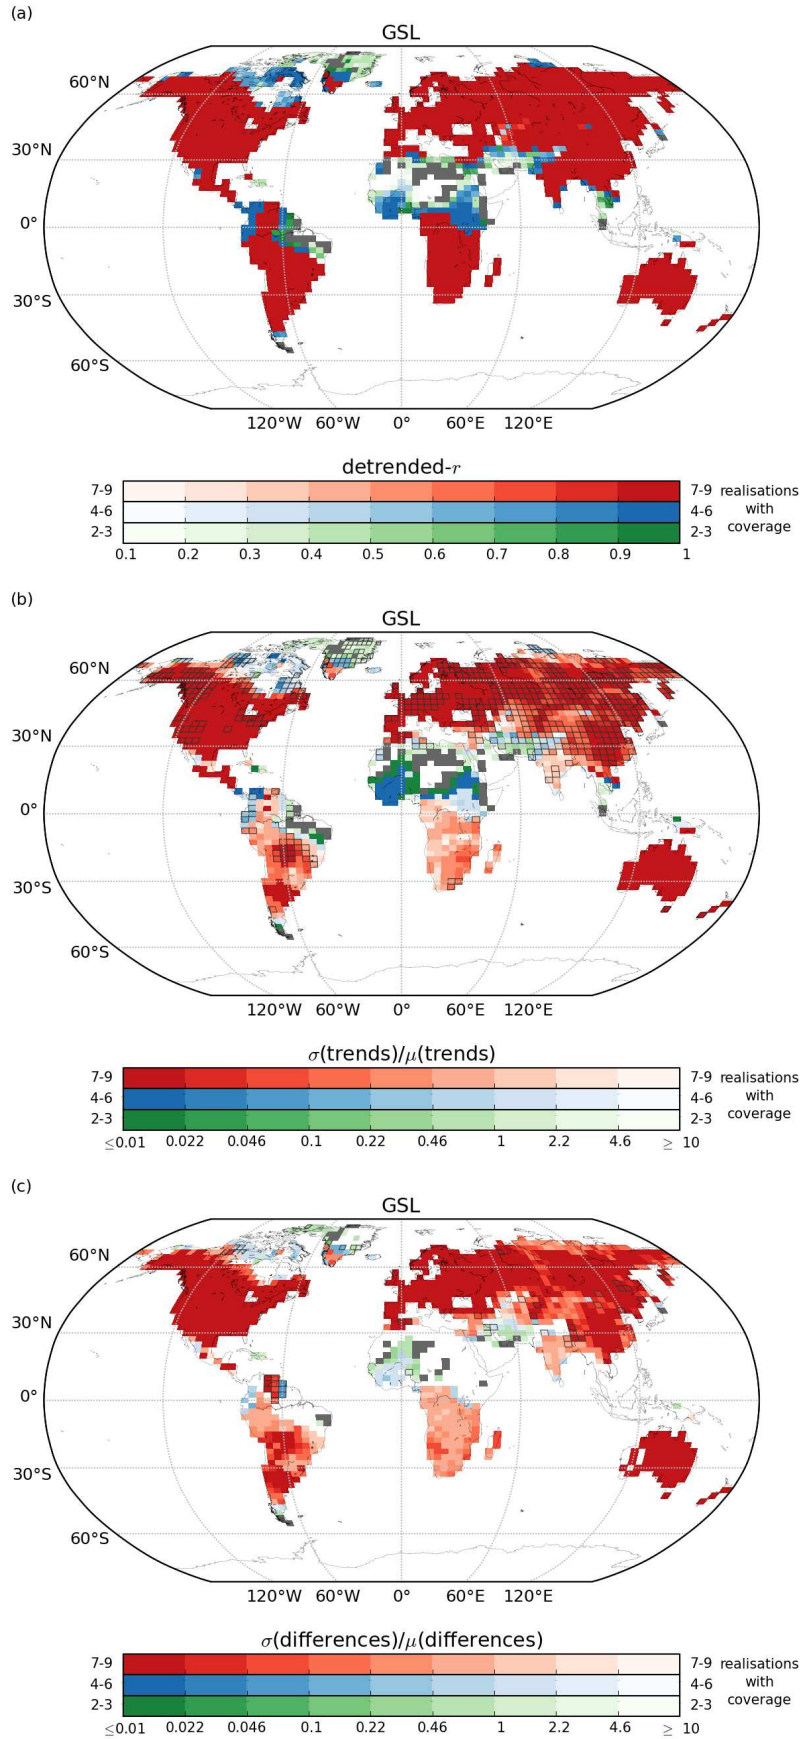 (a)
GSL
60°N
30°N
0°
30°S
60°S
120°W 60°W 0° 60°E 120°E
detrended-r
7-9 7-9 realisations
4-6 4-6 with
2-3 2-3 coverage
0.1 0.2 0.3 0.4 0.5 0.6 0.7 0.8 0.9 1
(b)
GSL
60°N
30°N
0°
30°S
60°S
120°W 60°W 0° 60°E 120°E
σ(trends)/μ(trends)
7-9 7-9 realisations
4-6 4-6 with
2-3 2-3 coverage
≤0.01 0.022 0.046 0.1 0.22 0.46 1 2.2 4.6 ≥ 10
(c)
GSL
60°N
30°N
0°
30°S
60°S
120°W 60°W 0° 60°E 120°E
σ(differences)/μ(differences)
7-9 7-9 realisations
4-6 4-6 with
2-3 2-3 coverage
≤0.01 0.022 0.046 0.1 0.22 0.46 1 2.2 4.6 ≥ 10